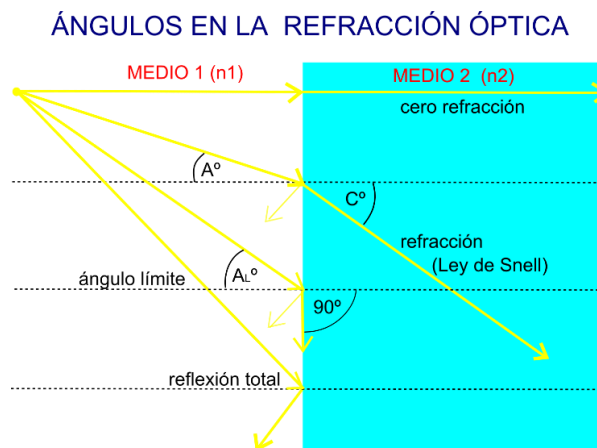 ÁNGULOS EN LA REFRACCIÓN ÓPTICA
MEDIO 1 (n1)
MEDIO 2 (n2)
cero refracción
Aº
Cº
refracción
(Ley de Snell)
ángulo límite
ALº
90º
reflexión total